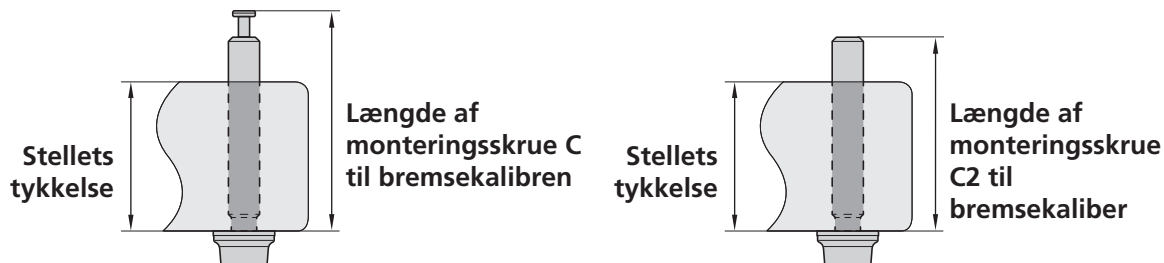 Stellets
tykkelse
Længde af
monteringsskrue C
til bremsekalibren
Stellets
tykkelse
Længde af
monteringsskrue
C2 til
bremsekaliber